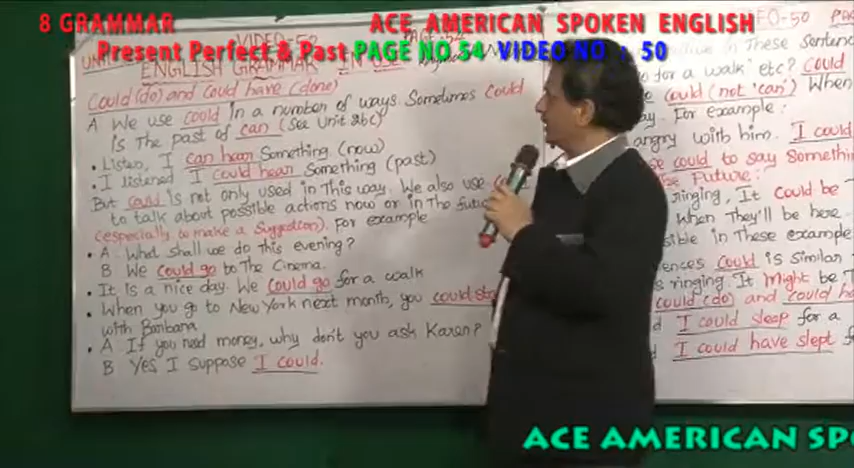 8 GRAMMAR
ACE AMERICAN SPOKEN ENGLISH
Present Perfect & Past PAGE NO.54 VIDEO NO : 50
ENGLISH GRAMMAR IN USE
Could (do) and Could have (done)
A We use could in a number of ways. Sometimes could
is The past of can (See Unit 26c)
• Listen, I can hear Something (now)
• I listened I could hear Something (past)
But could is not only used in This way. We also use
to talk about possible actions now or in The
(especially to make a Suggestion). For example
• A: What shall we do this evening?
B We could go to The Cinema.
• It is a nice day. We could go for a walk
• When you go to New York next month, you could
with Barbara
• A If you need money, why don't you ask Karen?
B Yes I suppose I could.
in These
for a walk' etc? Could
could (not 'can') When
For example:
angry with him. I could
could to say Something
Future:
ringing, It could be
when They'll be here.
in These example
could is similar
is ringing. It might be
could (do) and could
I could sleep for a
I could have slept
ACE AMERICAN